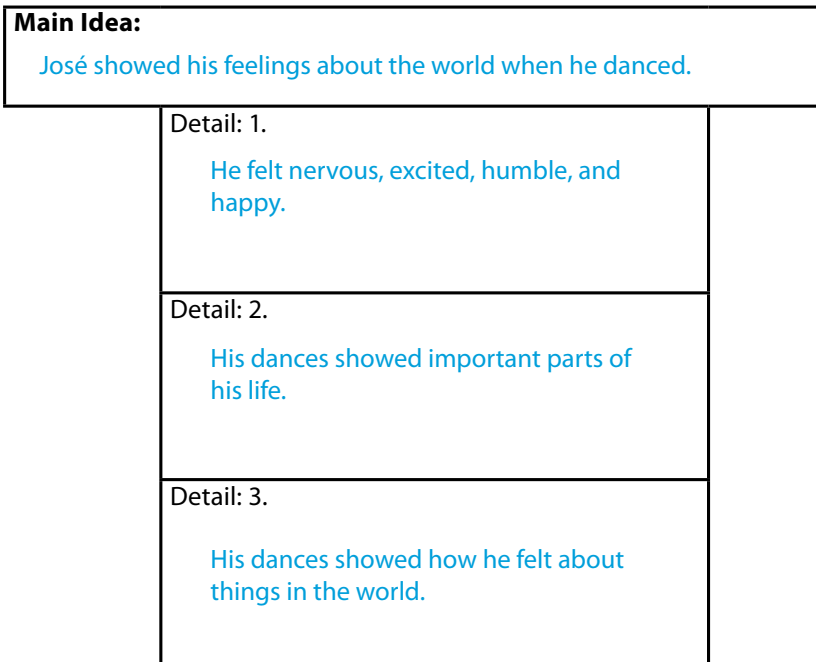 Main Idea:
José showed his feelings about the world when he danced.
Detail: 1.
He felt nervous, excited, humble, and
happy.
Detail: 2.
His dances showed important parts of
his life.
Detail: 3.
His dances showed how he felt about
things in the world.